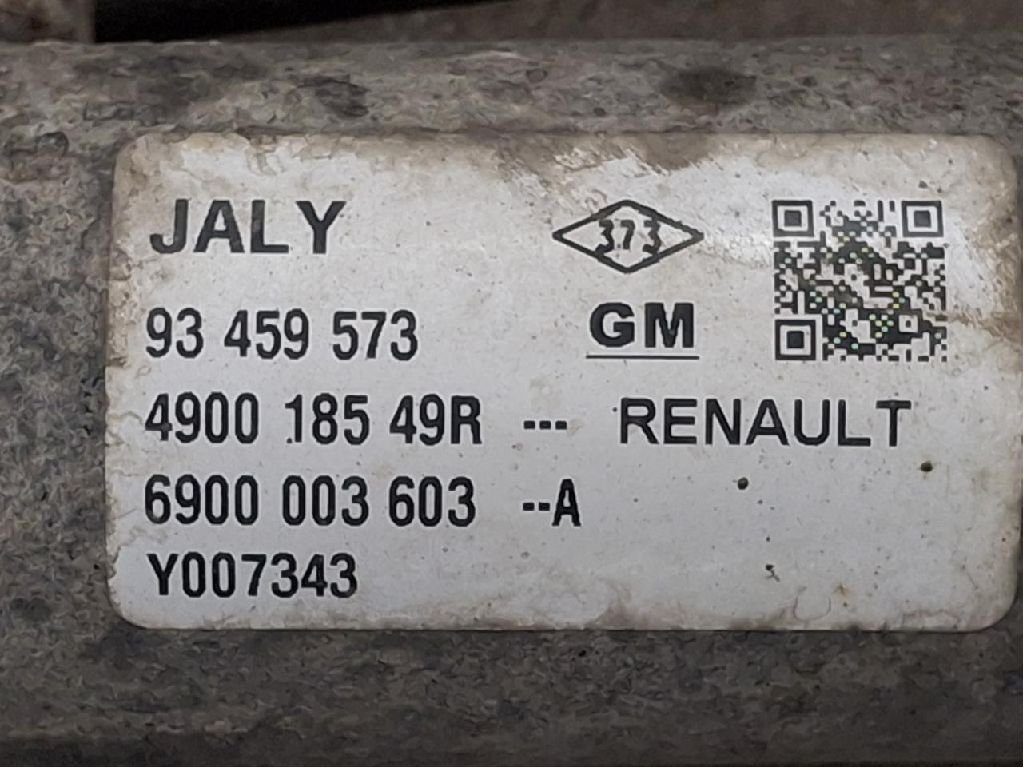 JALY
373
93 459 573
GM
4900 185 49R --- RENAULT
6900 003 603 --A
Y007343